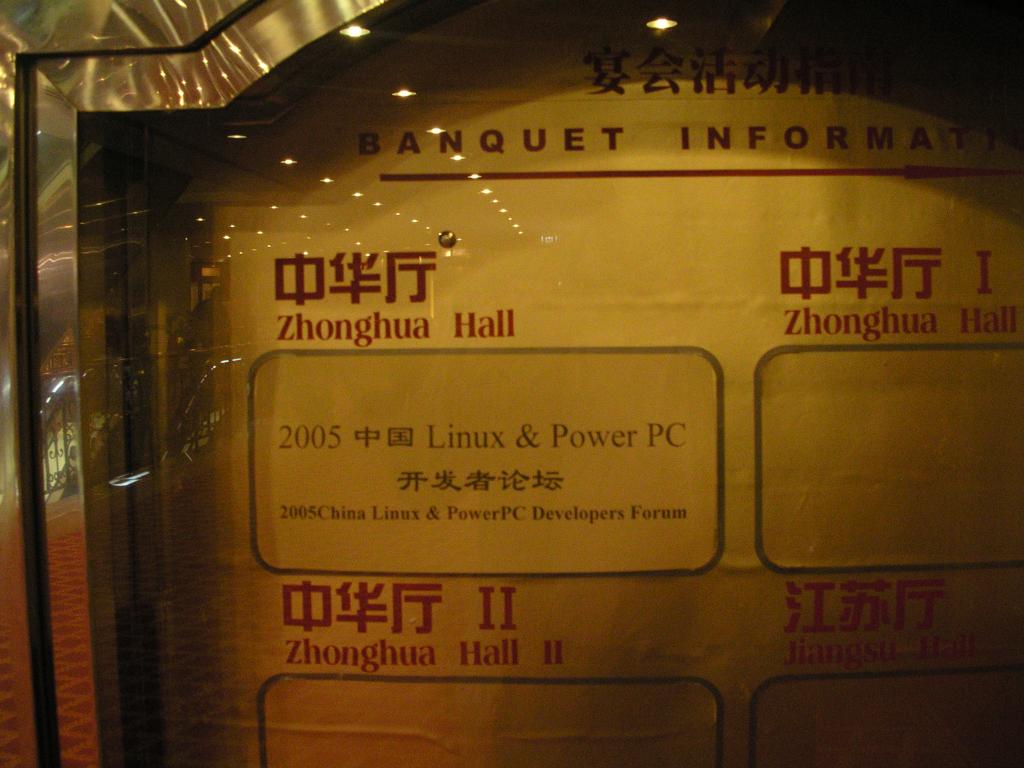 宴会活动指南
BANQUET INFORMATI
中华厅
Zhonghua Hall
中华厅 I
Zhonghua Hall
2005 中国 Linux & Power PC
开发者论坛
2005China Linux & PowerPC Developers Forum
中华厅 II
Zhonghua Hall II
江苏厅
Jiangsu Hall